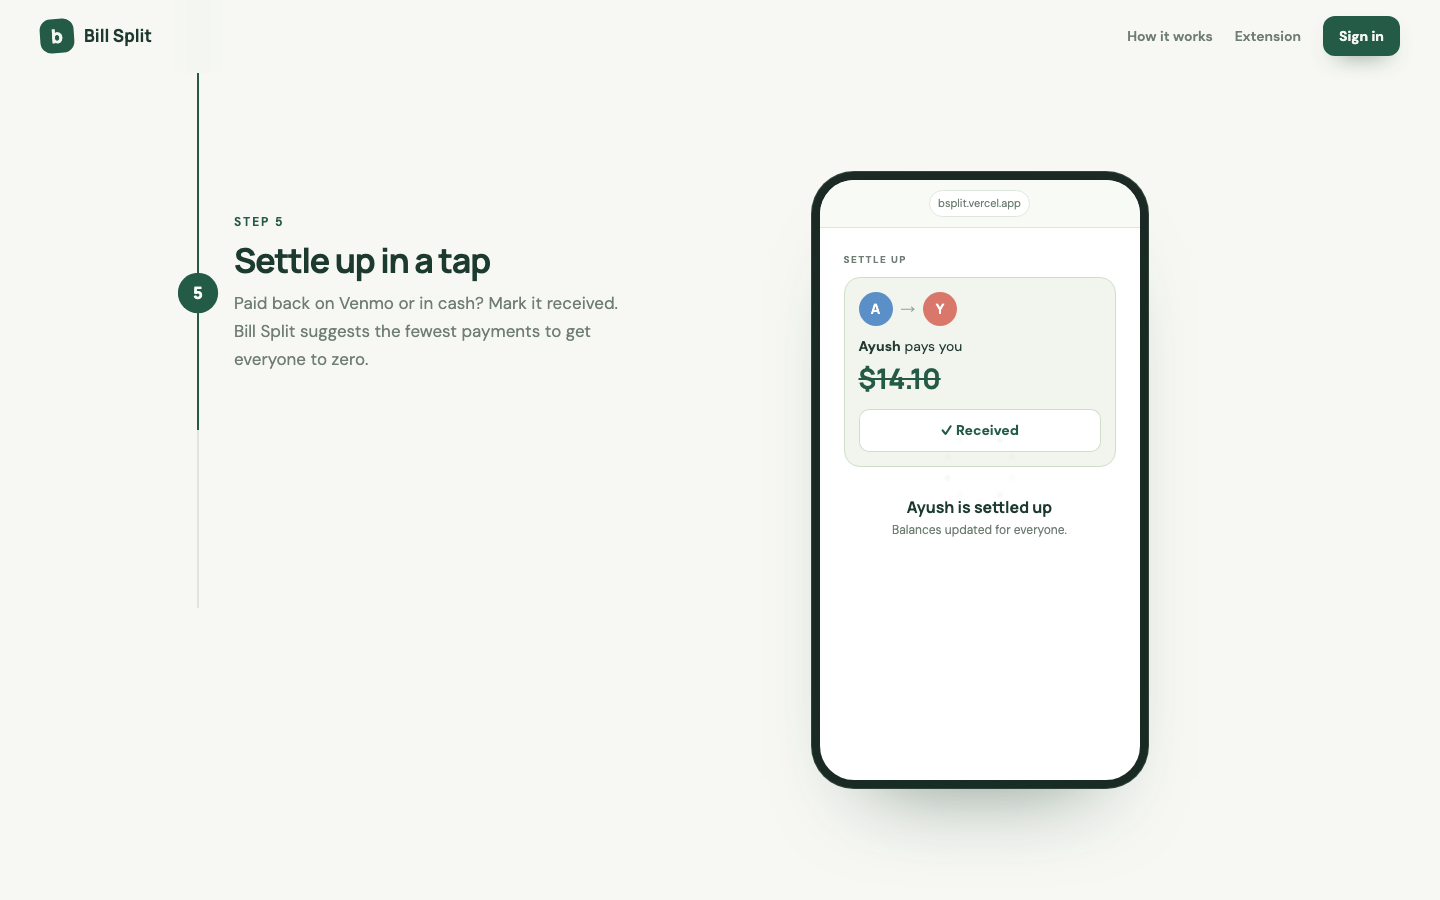 b Bill Split
How it works
Extension
Sign in
STEP 5
Settle up in a tap
5
Paid back on Venmo or in cash? Mark it received.
Bill Split suggests the fewest payments to get
everyone to zero.
bsplit.vercel.app
SETTLE UP
A → Y
Ayush pays you
$14.10
✓ Received
Ayush is settled up
Balances updated for everyone.